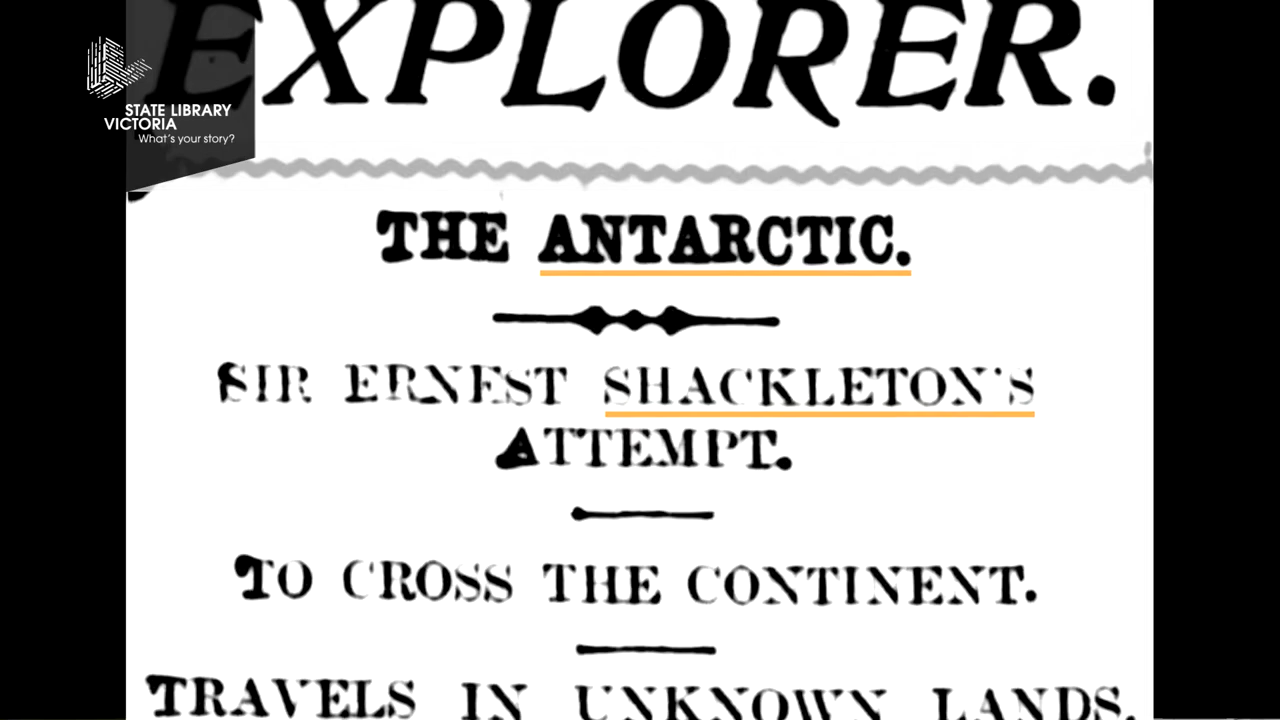 EXPLORER.
STATE LIBRARY
VICTORIA
What's your story?
THE ANTARCTIC.
SIR ERNEST SHACKLETON'S
ATTEMPT.
TO CROSS THE CONTINENT.
TRAVELS IN UNKNOWN LANDS.